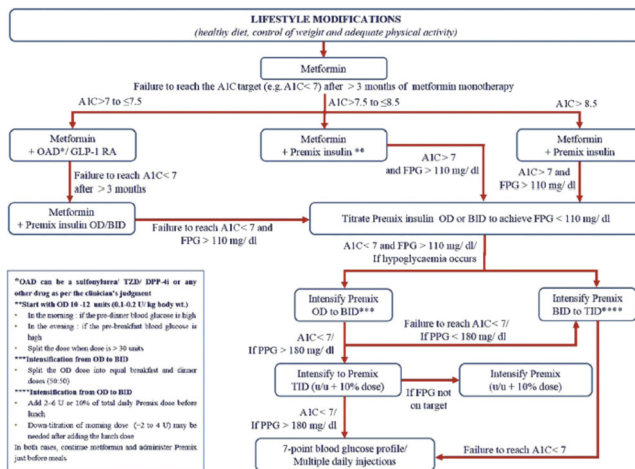 LIFESTYLE MODIFICATIONS
(healthy diet, control of weight and adequate physical activity)
Metformin
Failure to reach the A1C target (e.g. A1C< 7) after > 3 months of metformin monotherapy
A1C>7 to ≤7.5
A1C>7.5 to ≤8.5
A1C> 8.5
Metformin
+ OAD*/ GLP-1 RA
Metformin
+ Premix insulin **
Metformin
+ Premix insulin
Failure to reach A1C< 7
after > 3 months
A1C> 7
and FPG > 110 mg/ dl
A1C> 7 and
FPG> 110 mg/ dl
Metformin
+ Premix insulin OD/BID
Failure to reach A1C< 7 and
FPG > 110 mg/ dl
Titrate Premix insulin OD or BID to achieve FPG < 110 mg/ dl
A1C< 7 and FPG > 110 mg/ dl/
If hypoglycaemia occurs
*OAD can be a sulfonylurea/ TZD/ DPP-4i or any
other drug as per the clinician's judgment
**Start with OD 10 -12 units (0.1-0.2 U/ kg body wt.)
• In the morning : if the pre-dinner blood glucose is high
• In the evening : if the pre-breakfast blood glucose is
high
• Split the dose when dose is > 30 units
***Intensification from OD to BID
• Split the OD dose into equal breakfast and dinner
doses (50:50)
****Intensification from OD to BID
• Add 2-6 U or 10% of total daily Premix dose before
lunch
• Down-titration of morning dose (−2 to 4 U) may be
needed after adding the lunch dose
In both cases, continue metformin and administer Premix
just before meals
Intensify Premix
OD to BID***
Intensify Premix
BID to TID****
Failure to reach A1C< 7/
If PPG < 180 mg/ dl
A1C< 7/
If PPG> 180 mg/ dl
Intensify to Premix
TID (n/u + 10% dose)
If FPG not
on target
Intensify Premix
(n/u + 10% dose)
A1C< 7/
If PPG> 180 mg/ dl
7-point blood glucose profile/
Multiple daily injections
Failure to reach A1C< 7